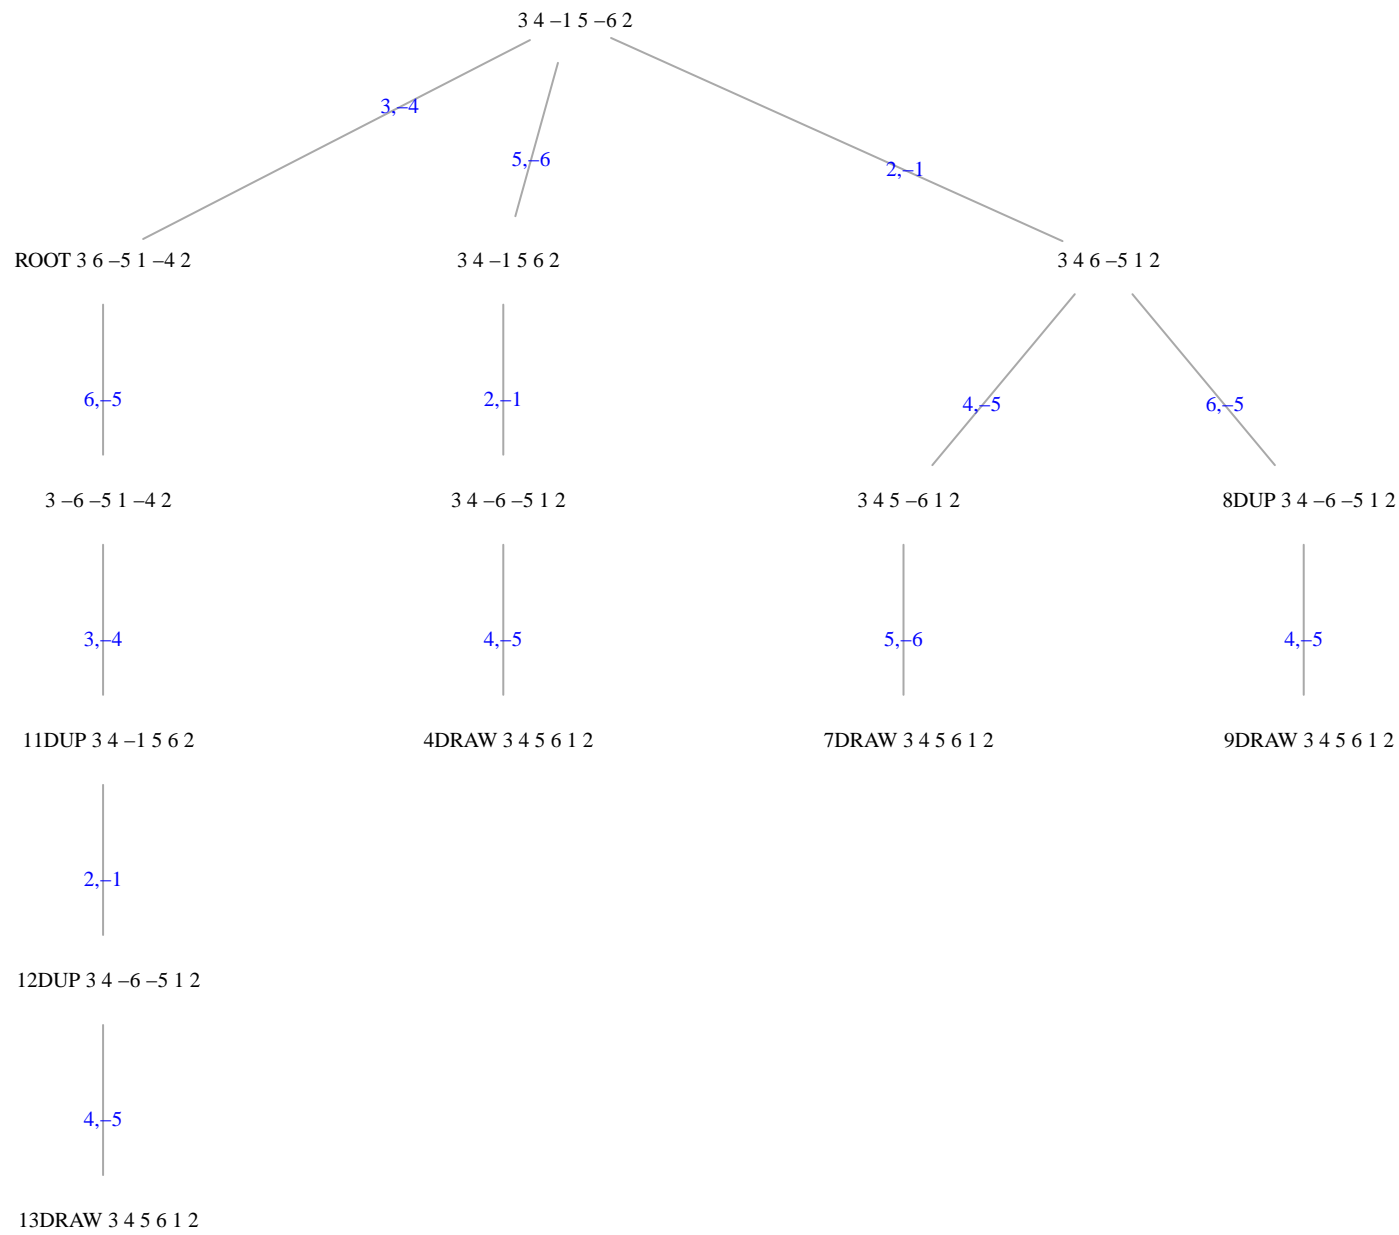 3 4 –1 5 –6 2
3,–4
5,–6
2,–1
ROOT 3 6 –5 1 –4 2
3 4 –1 5 6 2
3 4 6 –5 1 2
6,–5
2,–1
4,–5
6,–5
3 –6 –5 1 –4 2
3 4 –6 –5 1 2
3 4 5 –6 1 2
8DUP 3 4 –6 –5 1 2
3,–4
4,–5
5,–6
4,–5
11DUP 3 4 –1 5 6 2
4DRAW 3 4 5 6 1 2
7DRAW 3 4 5 6 1 2
9DRAW 3 4 5 6 1 2
2,–1
12DUP 3 4 –6 –5 1 2
4,–5
13DRAW 3 4 5 6 1 2